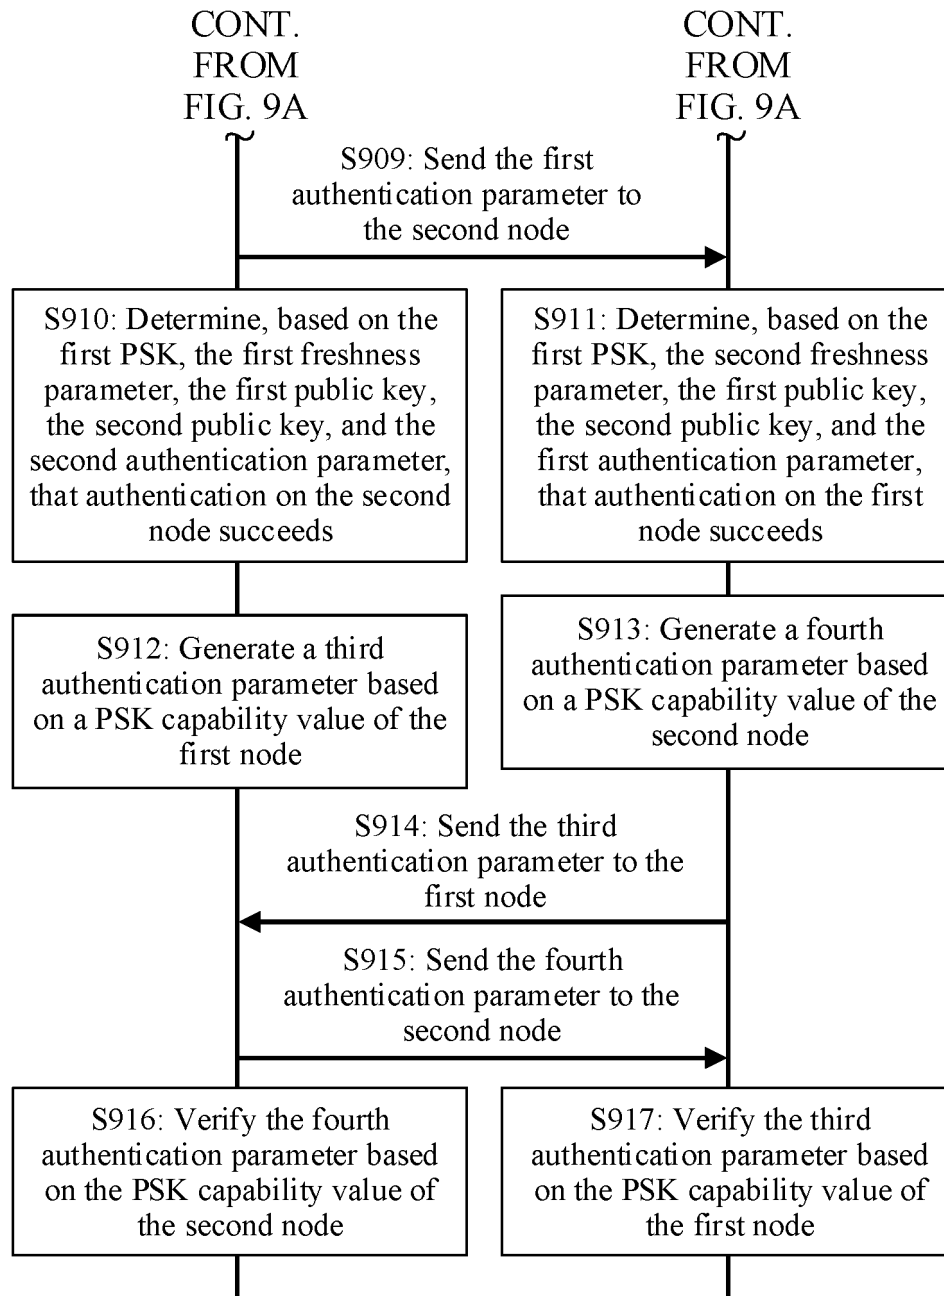 CONT.
FROM
FIG. 9A
CONT.
FROM
FIG. 9A
S909: Send the first
authentication parameter to
the second node
S910: Determine, based on the
first PSK, the first freshness
parameter, the first public key,
the second public key, and the
second authentication parameter,
that authentication on the second
node succeeds
S911: Determine, based on the
first PSK, the second freshness
parameter, the first public key,
the second public key, and the
first authentication parameter,
that authentication on the first
node succeeds
S912: Generate a third
authentication parameter based
on a PSK capability value of the
first node
S913: Generate a fourth
authentication parameter based
on a PSK capability value of the
second node
S914: Send the third
authentication parameter to the
first node
S915: Send the fourth
authentication parameter to the
second node
S916: Verify the fourth
authentication parameter based
on the PSK capability value of
the second node
S917: Verify the third
authentication parameter based
on the PSK capability value of
the first node